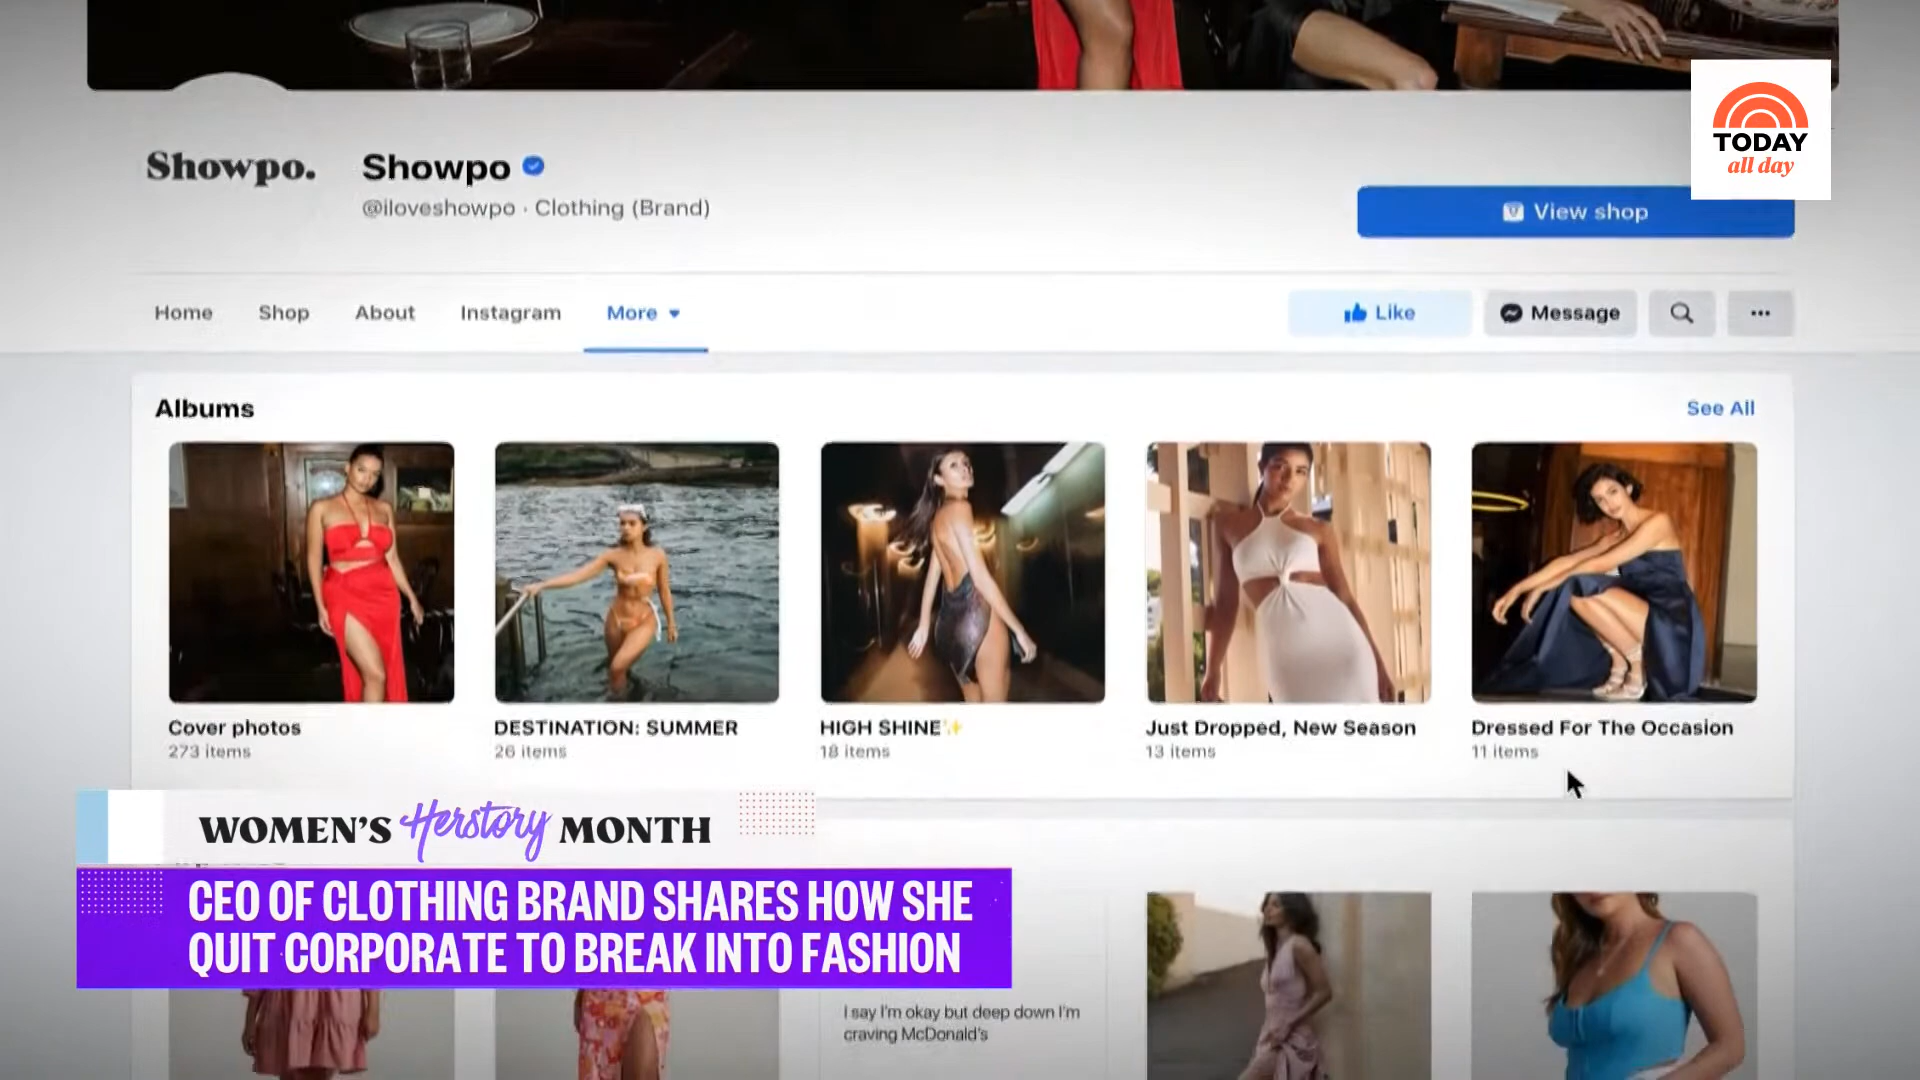 TODAY
all day
Showpo.
Showpo
@iloveshowpo · Clothing (Brand)
View shop
Home
Shop
About
Instagram
More
Like
Message
Albums
See All
Cover photos
273 items
DESTINATION: SUMMER
26 items
HIGH SHINE✨
18 items
Just Dropped, New Season
13 items
Dressed For The Occasion
11 items
WOMEN'S Herstory MONTH
CEO OF CLOTHING BRAND SHARES HOW SHE
QUIT CORPORATE TO BREAK INTO FASHION
I say I'm okay but deep down I'm
craving McDonald's